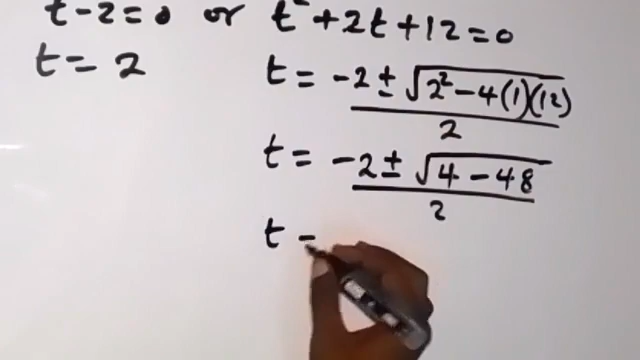 t-2=0 or t²+2t+12=0
t=2 t= (-2±√(2²-4(1)(12)))/2
t= (-2±√(4-48))/2
t =